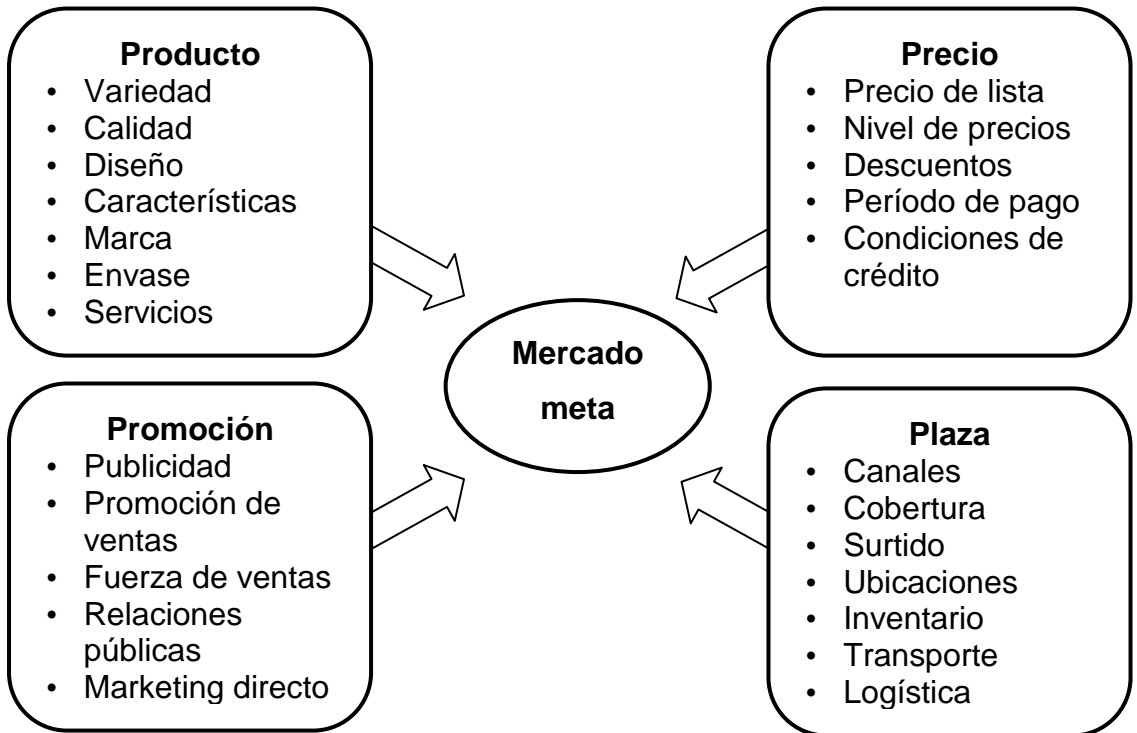 Producto
• Variedad
• Calidad
• Diseño
• Características
• Marca
• Envase
• Servicios
Precio
• Precio de lista
• Nivel de precios
• Descuentos
• Período de pago
• Condiciones de
crédito
Mercado
meta
Promoción
• Publicidad
• Promoción de
ventas
• Fuerza de ventas
• Relaciones
públicas
• Marketing directo
Plaza
• Canales
• Cobertura
• Surtido
• Ubicaciones
• Inventario
• Transporte
• Logística